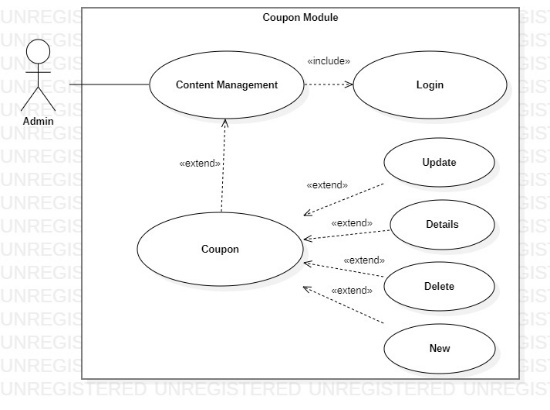 Coupon Module
«include»
Content Management
Login
Admin
«extend»
Update
«extend»
«extend»
Details
Coupon
«extend»
Delete
«extend»
New
UNREGISTERED UNREGISTERED UNREGISTERED UNREGIS